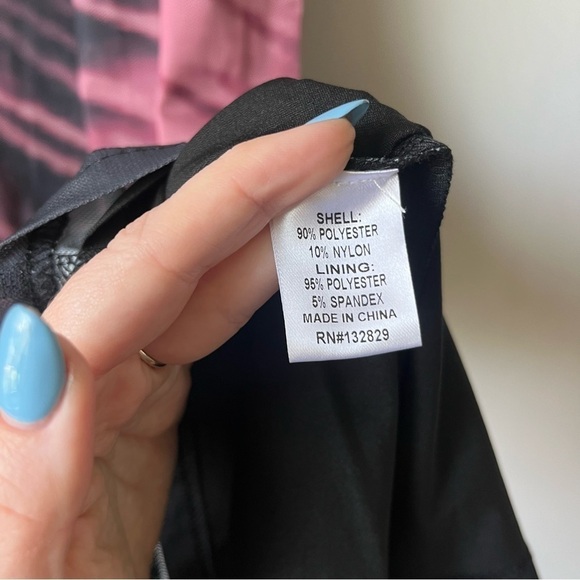 SHELL:
90% POLYESTER
10% NYLON
LINING:
95% POLYESTER
5% SPANDEX
MADE IN CHINA
RN#132829